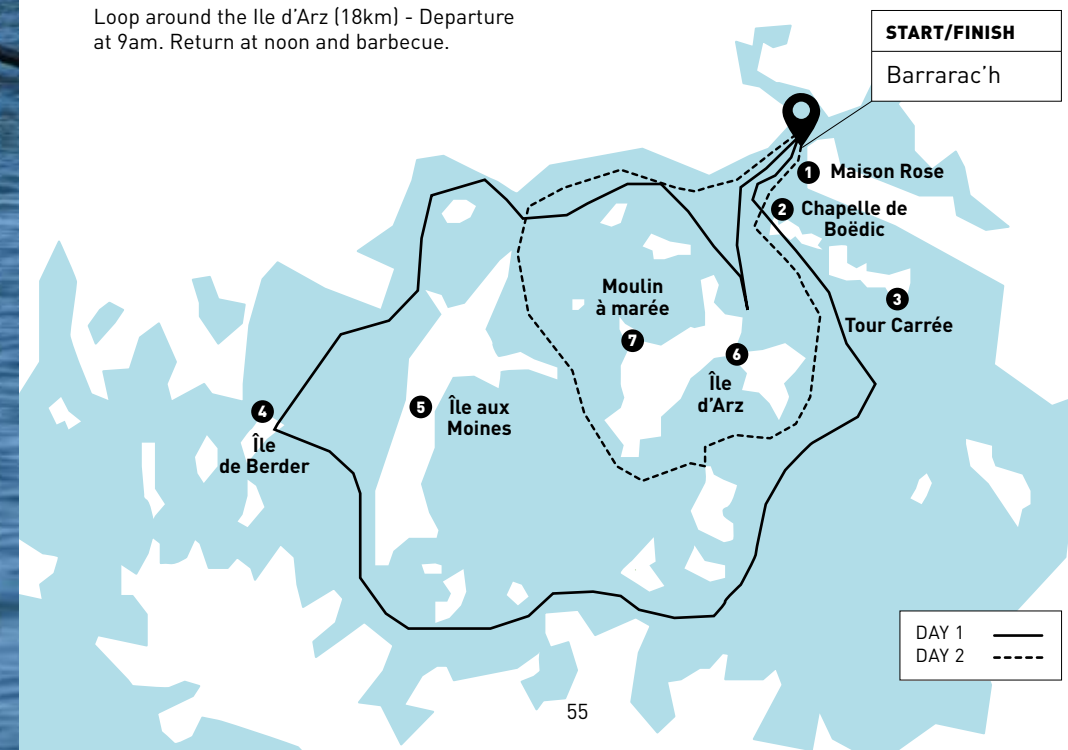 Loop around the Ile d’Arz (18km) - Departure
at 9am. Return at noon and barbecue.
START/FINISH
Barrarac’h
1 Maison Rose
2 Chapelle de
Boëdic
3
Tour Carrée
Moulin
à marée
7
6
Île
d’Arz
4
Île
de Berder
5 Île aux
Moines
DAY 1
DAY 2
55